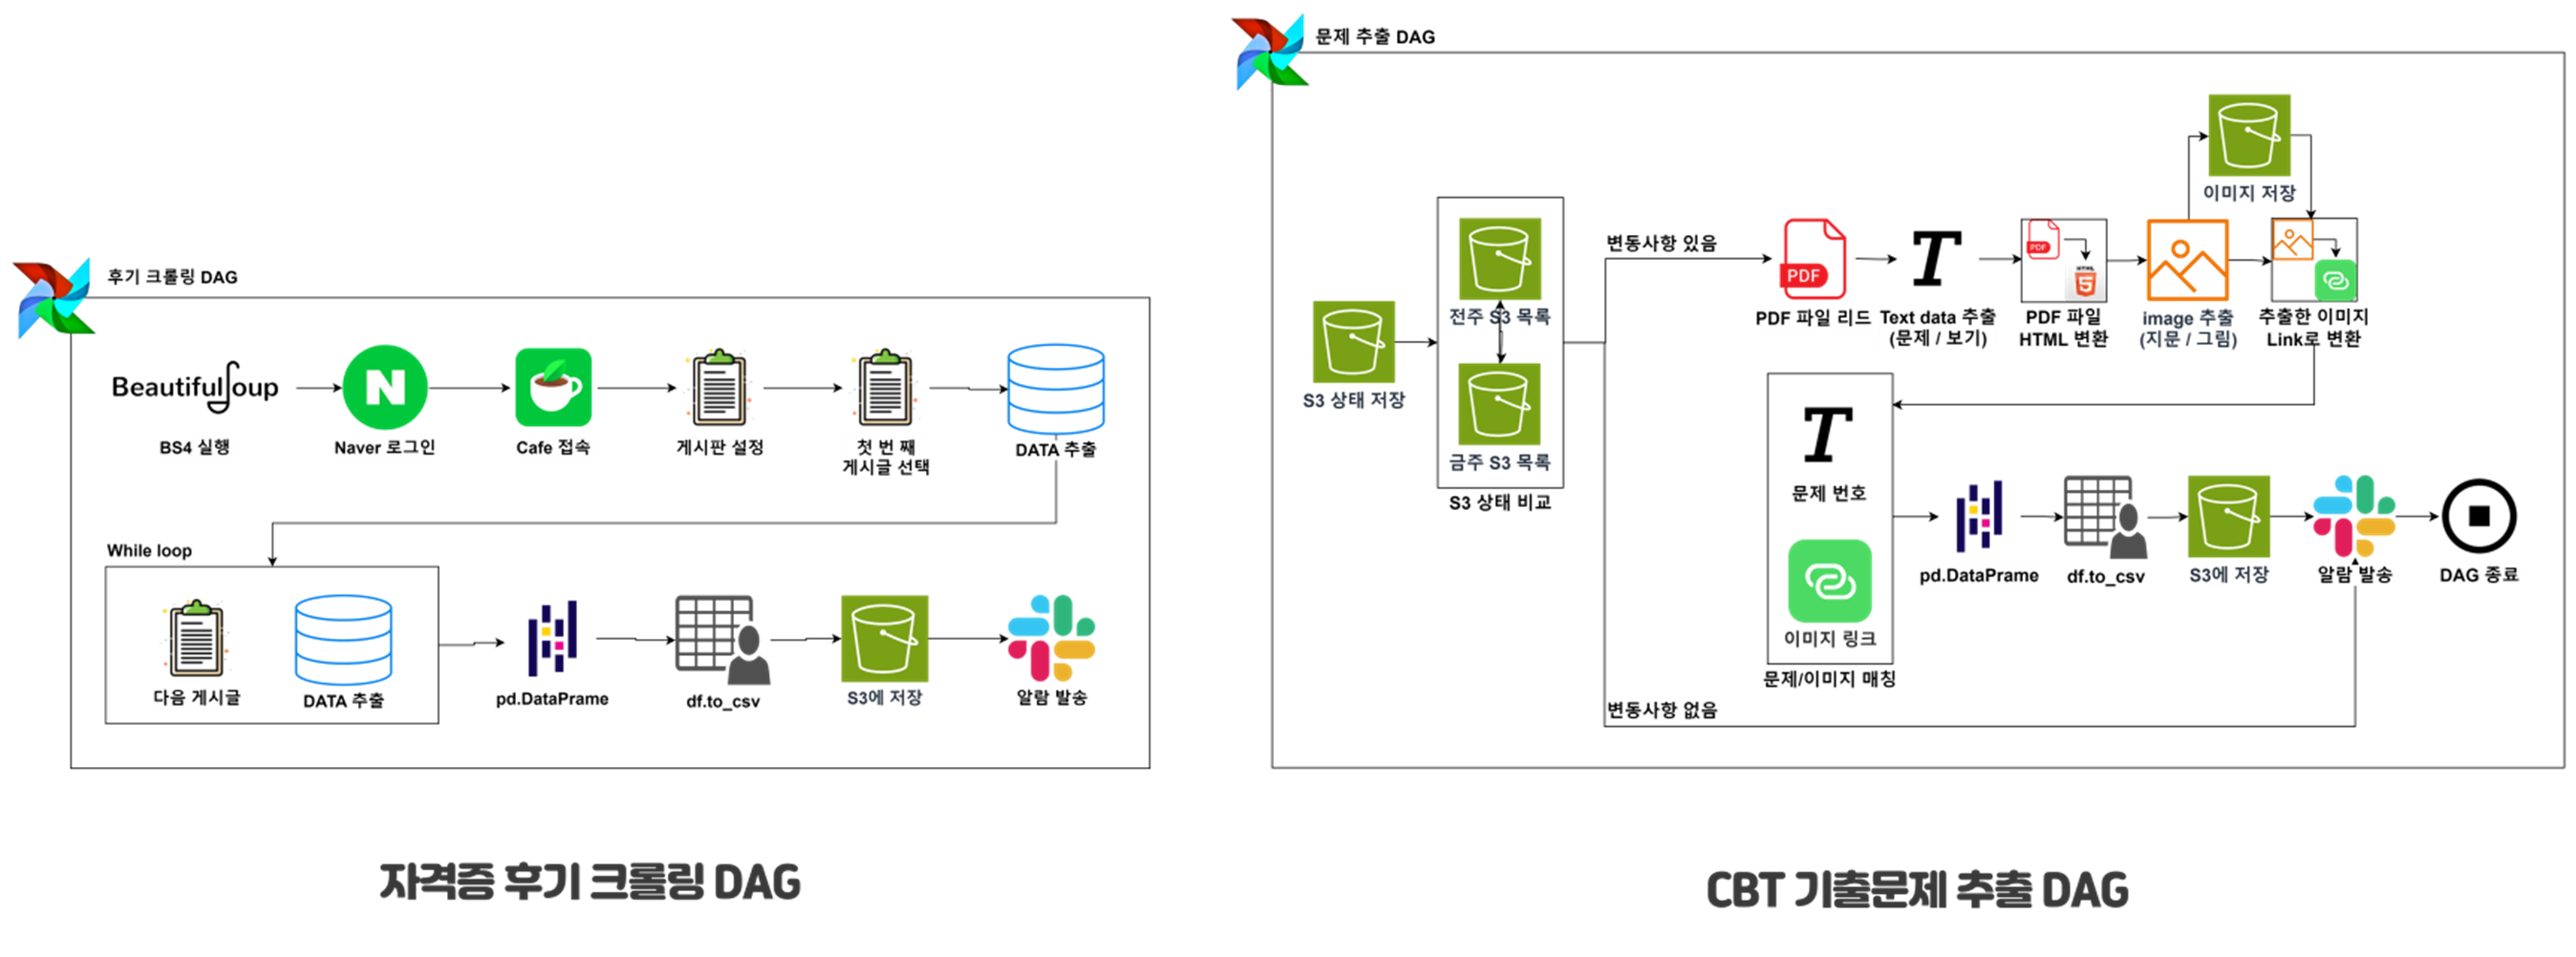 후기 크롤링 DAG
BeautifulSoup
N
BS4 실행
Naver 로그인
Cafe 접속
게시판 설정
첫 번 째
게시글 선택
DATA 추출
While loop
다음 게시글
DATA 추출
pd.DataPrame
df.to_csv
S3에 저장
알람 발송
자격증 후기 크롤링 DAG
문제 추출 DAG
S3 상태 저장
전주 S3 목록
금주 S3 목록
S3 상태 비교
변동사항 있음
변동사항 없음
PDF
PDF 파일 리드
T
Text data 추출
(문제 / 보기)
PDF
HTML
5
PDF 파일
HTML 변환
image 추출
(지문 / 그림)
이미지 저장
추출한 이미지
Link로 변환
T
문제 번호
이미지 링크
문제/이미지 매칭
pd.DataPrame
df.to_csv
S3에 저장
알람 발송
DAG 종료
CBT 기출문제 추출 DAG